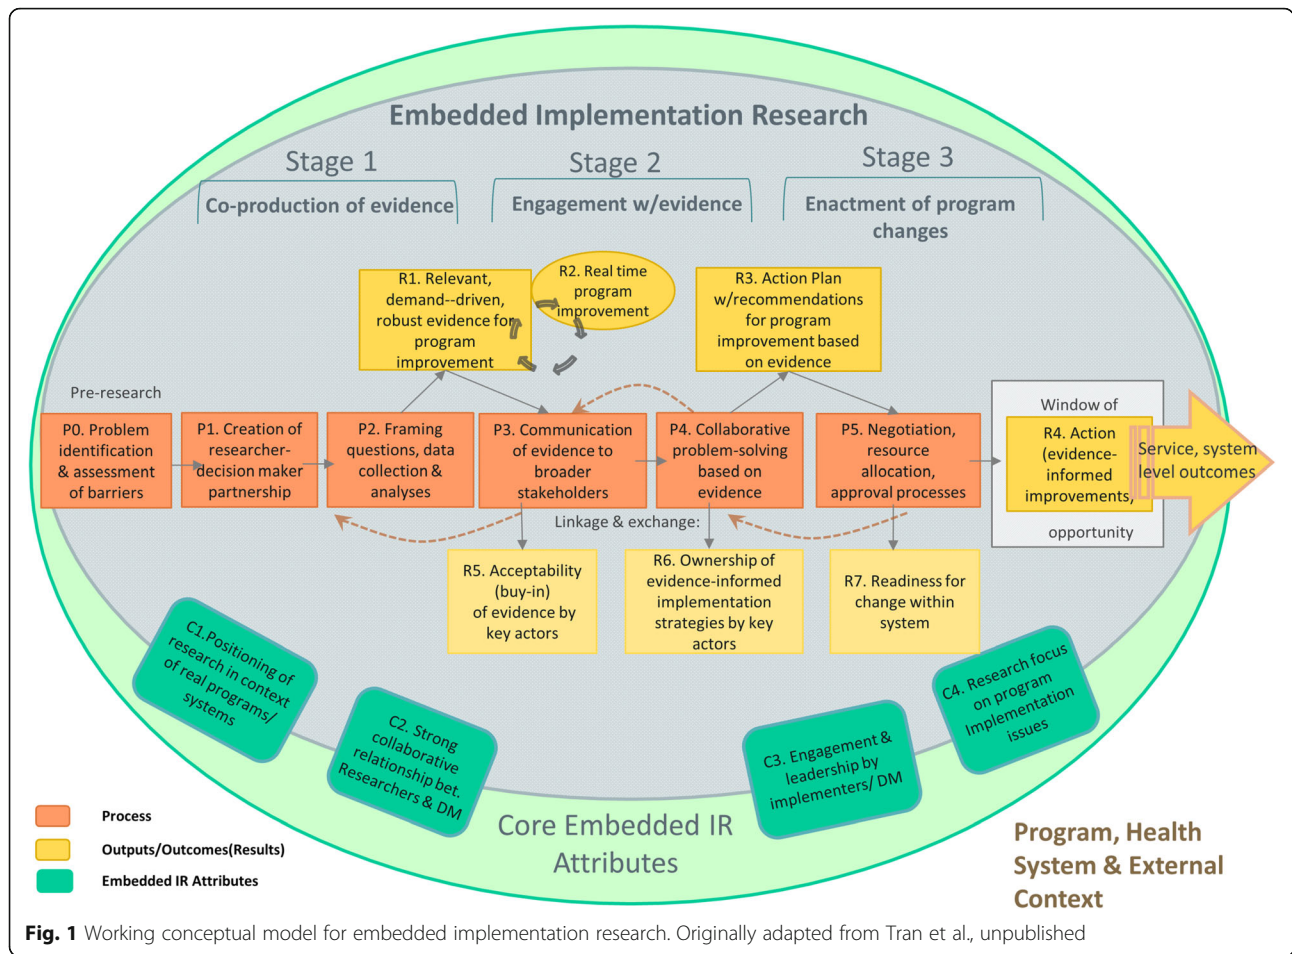 Embedded Implementation Research
Stage 1
Co-production of evidence
Stage 2
Engagement w/evidence
Stage 3
Enactment of program
changes
R1. Relevant,
demand--driven,
robust evidence for
program
improvement
R2. Real time
program
improvement
R3. Action Plan
w/recommendations
for program
improvement based
on evidence
Pre-research
P0. Problem
identification
& assessment
of barriers
P1. Creation of
researcher-
decision maker
partnership
P2. Framing
questions, data
collection &
analyses
P3. Communication
of evidence to
broader
stakeholders
P4. Collaborative
problem-solving
based on
evidence
P5. Negotiation,
resource
allocation,
approval processes
Window of
R4. Action
(evidence-
informed
improvements,
opportunity
Service, system
level outcomes
Linkage & exchange:
R5. Acceptability
(buy-in)
of evidence by
key actors
R6. Ownership of
evidence-informed
implementation
strategies by key
actors
R7. Readiness for
change within
system
C1.Positioning of
research in context
of real programs/
systems
C2. Strong
collaborative
relationship bet.
Researchers & DM
C3. Engagement &
leadership by
implementers/ DM
C4. Research focus
on program
Implementation
issues
Process
Outputs/Outcomes(Results)
Embedded IR Attributes
Core Embedded IR
Attributes
Program, Health
System & External
Context
Fig. 1 Working conceptual model for embedded implementation research. Originally adapted from Tran et al., unpublished